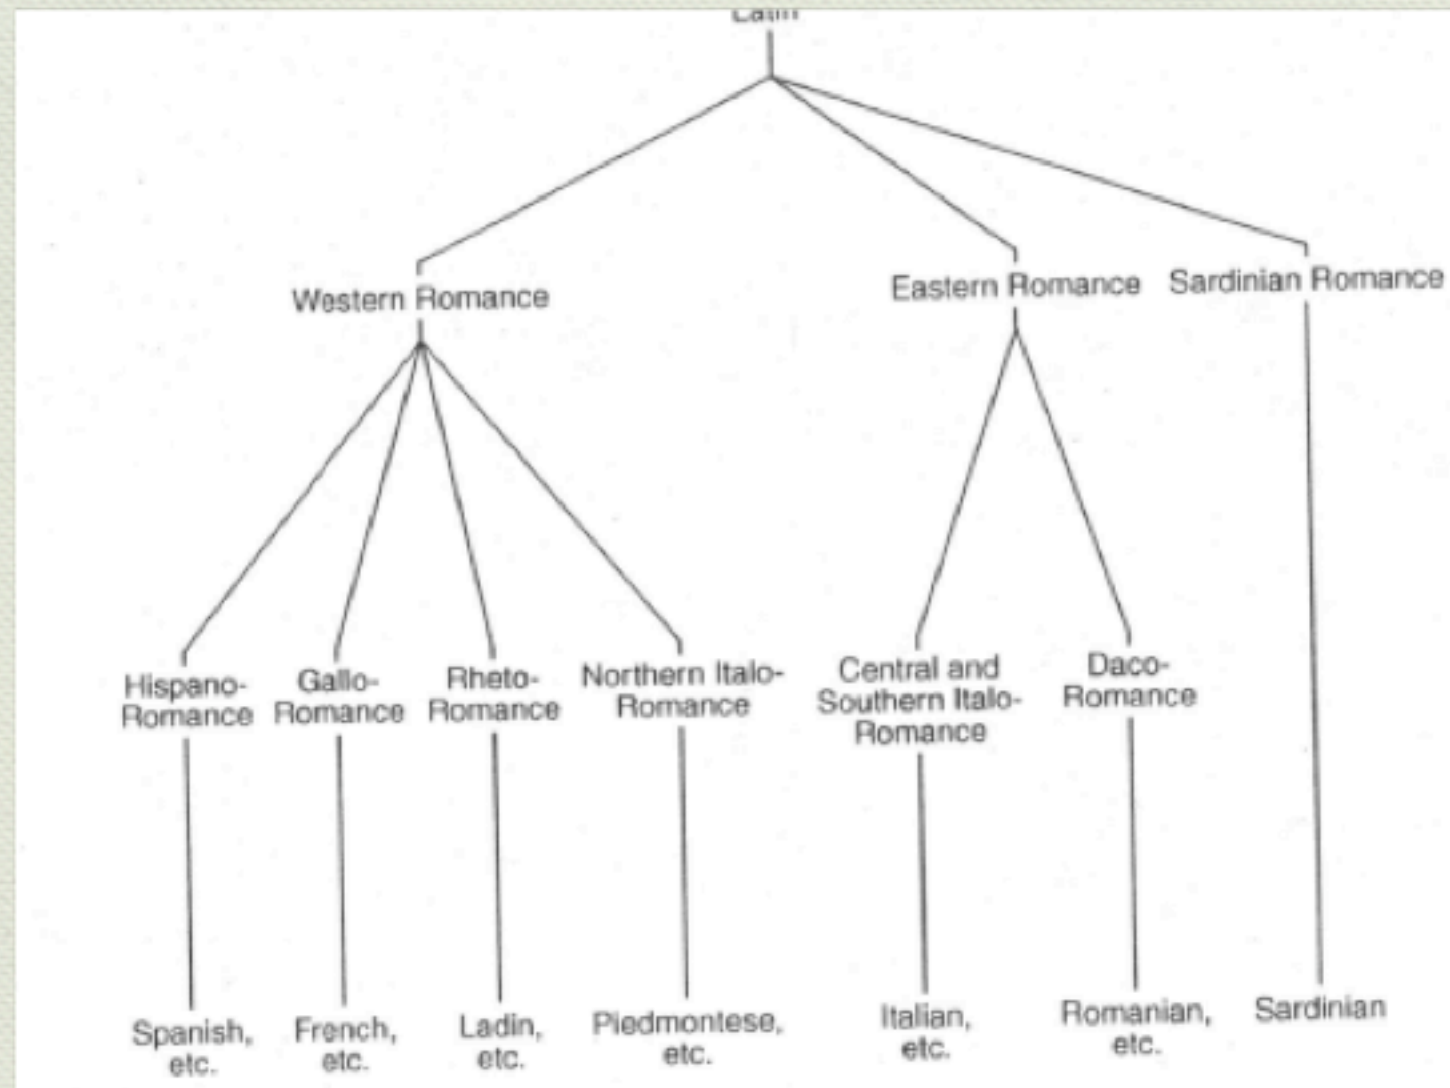 Latin
Western Romance
Eastern Romance
Sardinian Romance
Hispano-
Romance
Gallo-
Romance
Rheto-
Romance
Northern Italo-
Romance
Central and
Southern Italo-
Romance
Daco-
Romance
Spanish,
etc.
French,
etc.
Ladin,
etc.
Piedmontese,
etc.
Italian,
etc.
Romanian,
etc.
Sardinian